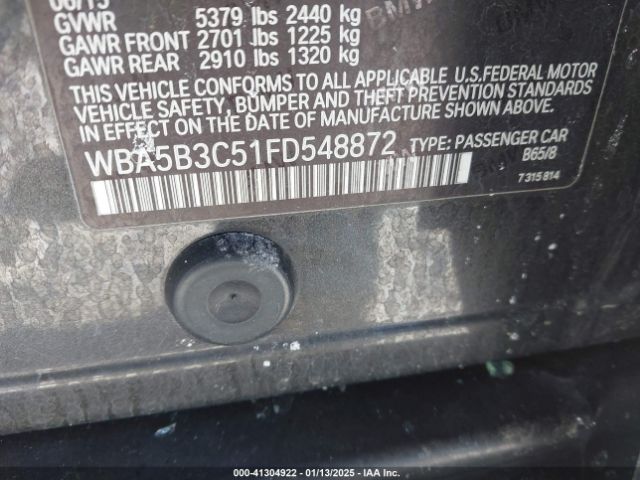 06/15
GVWR 5379 lbs 2440 kg
GAWR FRONT 2701 lbs 1225 kg
GAWR REAR 2910 lbs 1320 kg
THIS VEHICLE CONFORMS TO ALL APPLICABLE U.S.FEDERAL MOTOR
VEHICLE SAFETY, BUMPER AND THEFT PREVENTION STANDARDS
IN EFFECT ON THE DATE OF MANUFACTURE SHOWN ABOVE.
WBA5B3C51FD548872 TYPE: PASSENGER CAR
B65/8
7315814
000-41304922 | 01/13/2025 | IAA